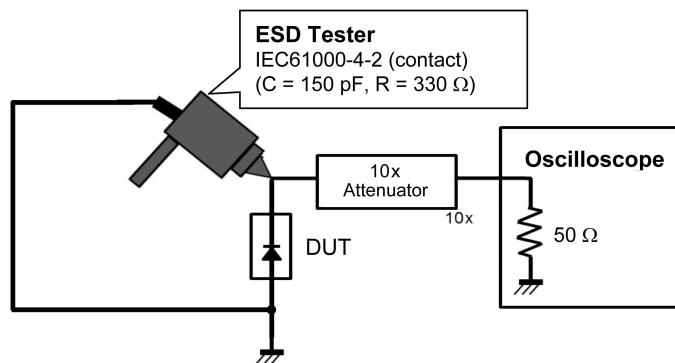 ESD Tester
IEC61000-4-2 (contact)
(C = 150 pF, R = 330 Ω)
10x
Attenuator
10x
Oscilloscope
50 Ω
DUT